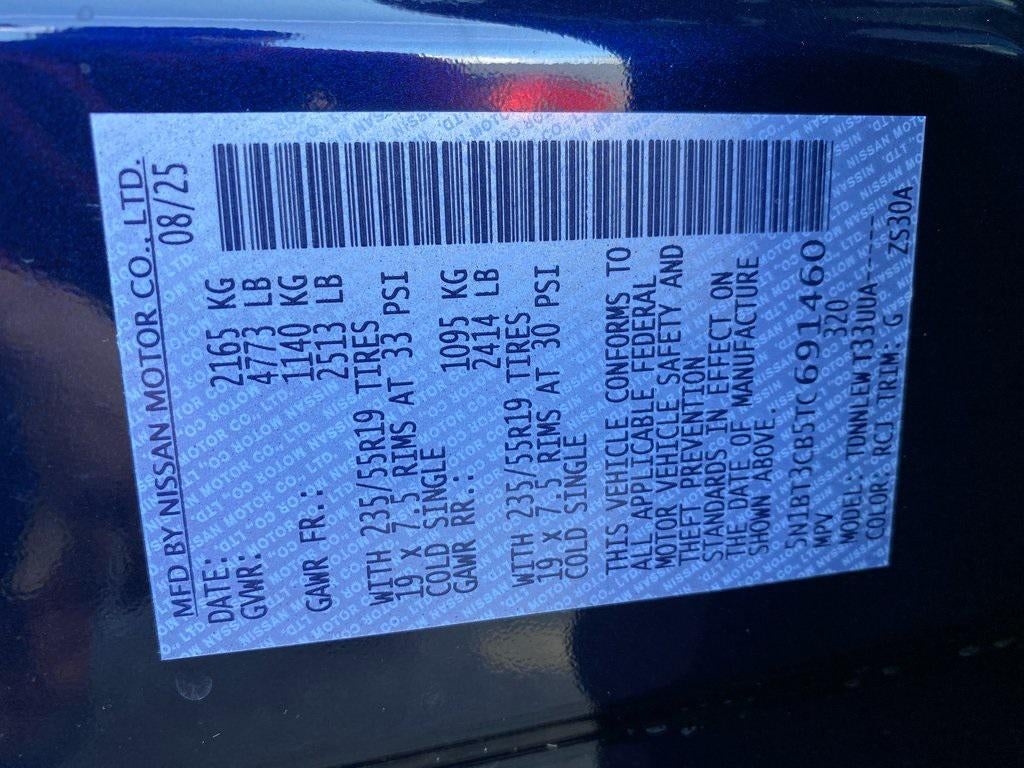 MFD BY NISSAN MOTOR CO., LTD.
DATE: 08/25
GVWR: 2165 KG
4773 LB
GAWR FR.: 1140 KG
2513 LB
WITH 235/55R19 TIRES
19 X 7.5 RIMS AT 33 PSI
COLD SINGLE
GAWR RR.: 1095 KG
2414 LB
WITH 235/55R19 TIRES
19 X 7.5 RIMS AT 30 PSI
COLD SINGLE
THIS VEHICLE CONFORMS TO
ALL APPLICABLE FEDERAL
MOTOR VEHICLE SAFETY AND
THEFT PREVENTION
STANDARDS IN EFFECT ON
THE DATE OF MANUFACTURE
SHOWN ABOVE.
5N1BT3CB5TC691460
MPV 320
MODEL: TDNNLEW T33UUA-----
COLOR: RCJ TRIM: G ZS30A